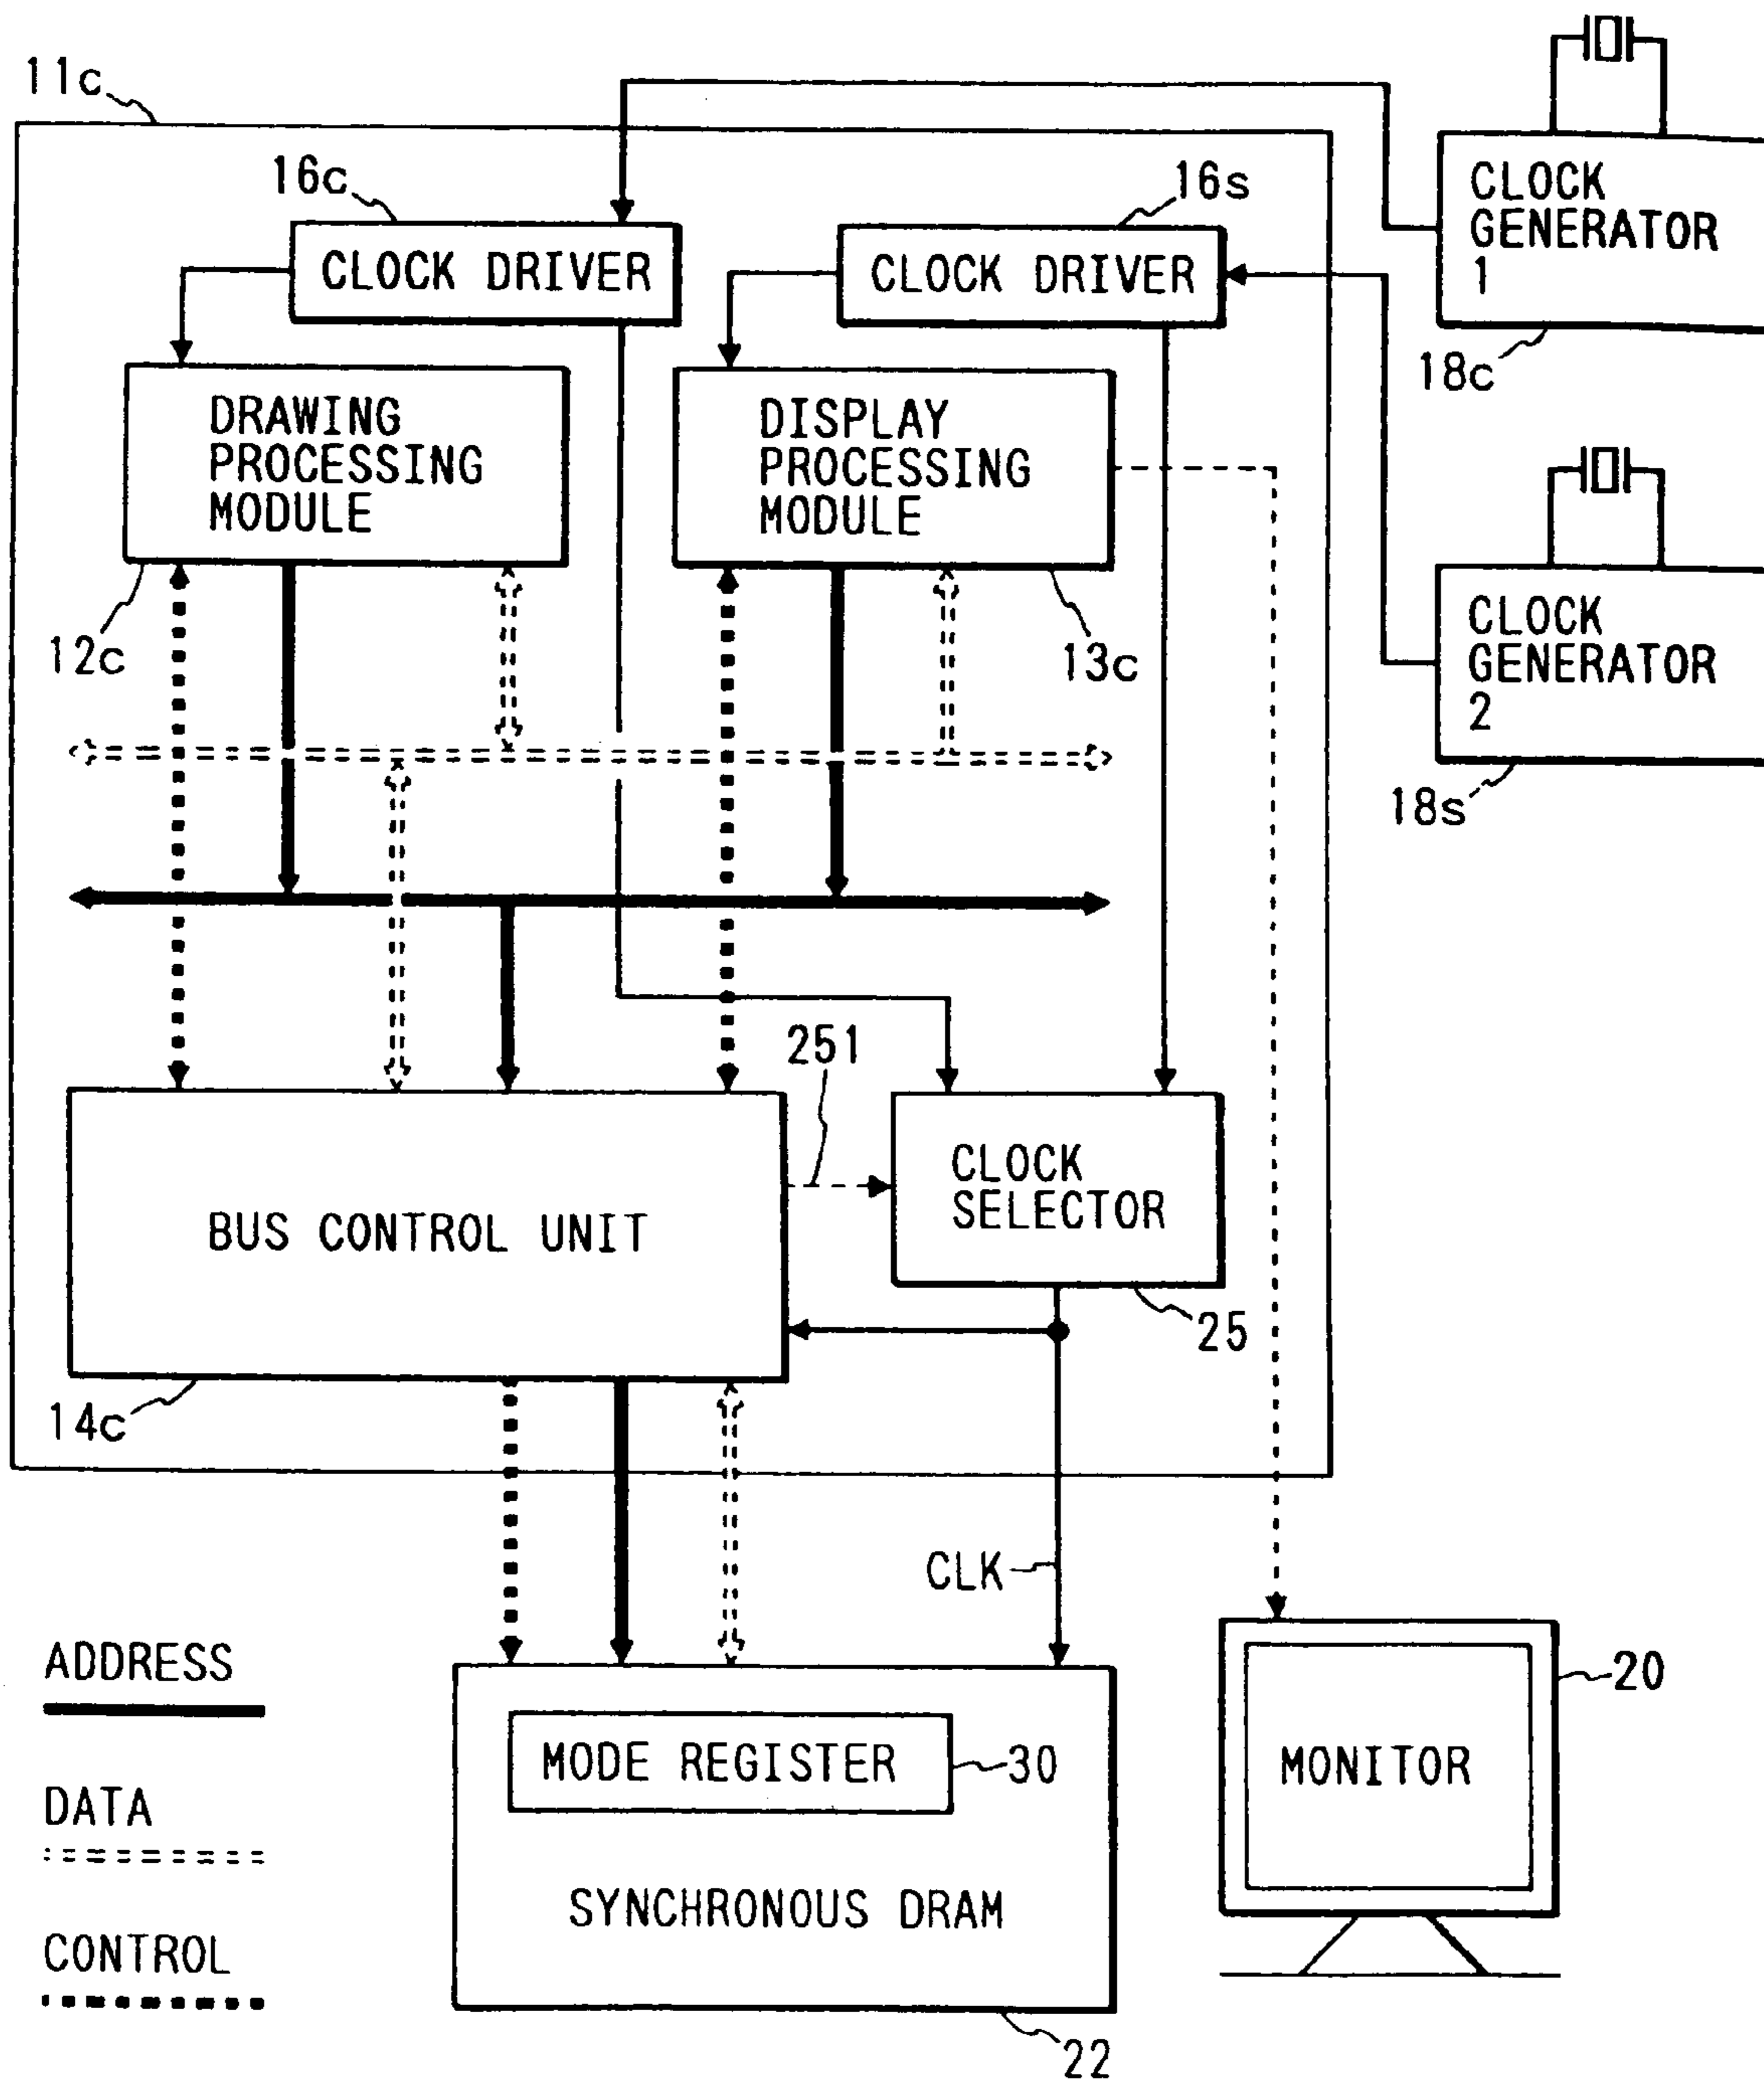 11c
16c
16s
CLOCK
GENERATOR
1
CLOCK DRIVER
CLOCK DRIVER
18c
DRAWING
PROCESSING
MODULE
DISPLAY
PROCESSING
MODULE
12c
13c
CLOCK
GENERATOR
2
18s
251
BUS CONTROL UNIT
CLOCK
SELECTOR
25
14c
CLK
ADDRESS
DATA
CONTROL
MODE REGISTER
30
SYNCHRONOUS DRAM
22
MONITOR
20